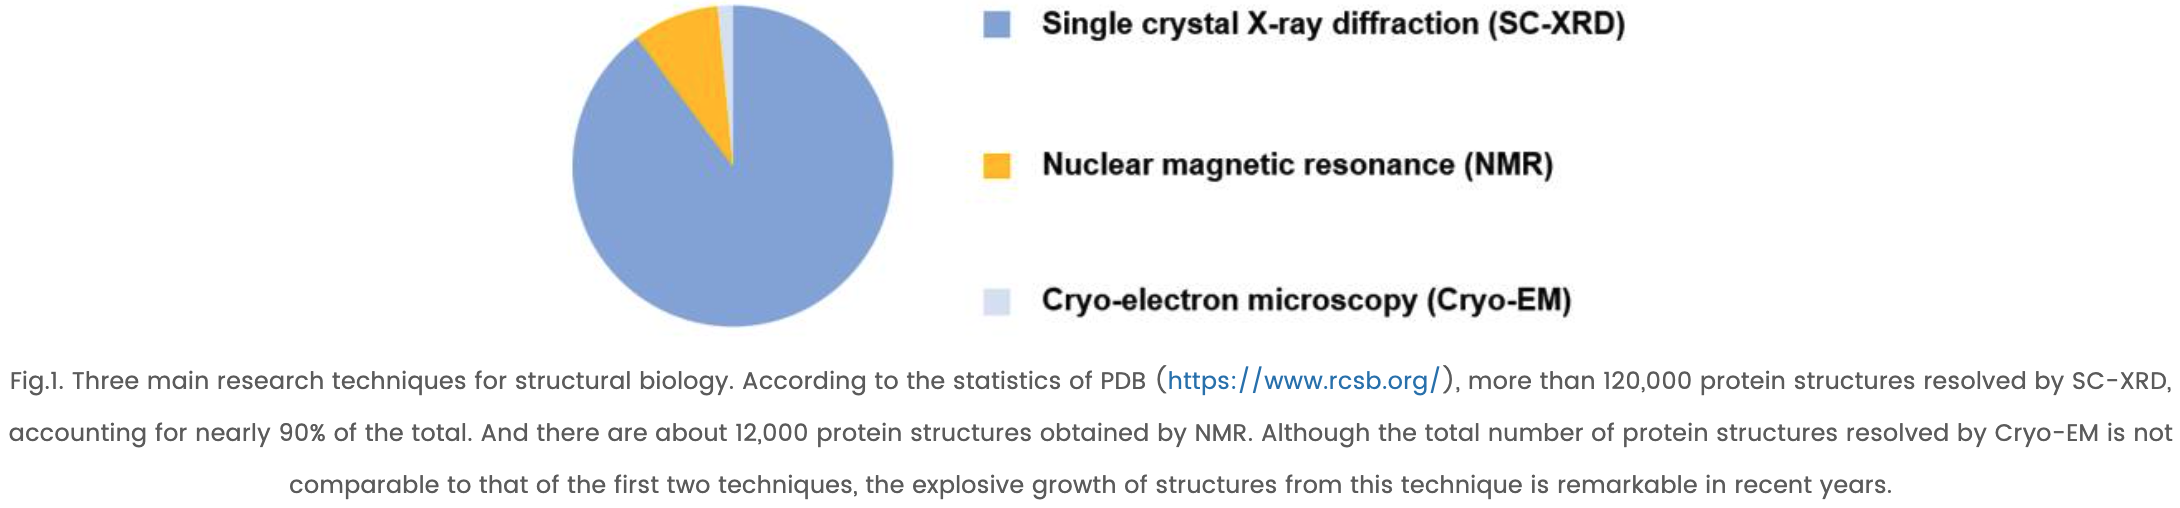 Single crystal X-ray diffraction (SC-XRD)
Nuclear magnetic resonance (NMR)
Cryo-electron microscopy (Cryo-EM)
Fig.1. Three main research techniques for structural biology. According to the statistics of PDB (https://www.rcsb.org/), more than 120,000 protein structures resolved by SC-XRD,
accounting for nearly 90% of the total. And there are about 12,000 protein structures obtained by NMR. Although the total number of protein structures resolved by Cryo-EM is not
comparable to that of the first two techniques, the explosive growth of structures from this technique is remarkable in recent years.